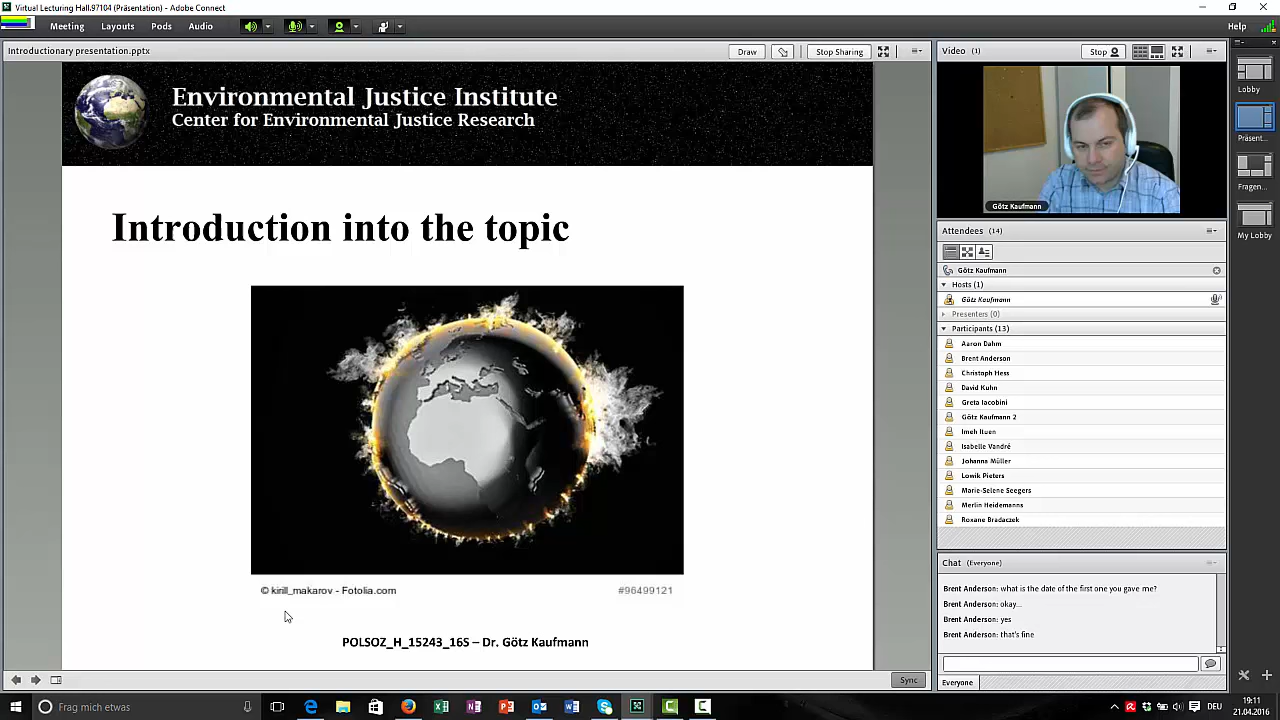 Virtual Lecturing Hall.97104 (Präsentation) - Adobe Connect
Meeting Layouts Pods Audio Help
Introductionary presentation.pptx
Draw Stop Sharing
Environmental Justice Institute
Center for Environmental Justice Research
Introduction into the topic
© kirill_makarov - Fotolia.com #96499121
POLSOZ_H_15243_16S – Dr. Götz Kaufmann
Sync
Video (1)
Stop
Götz Kaufmann
Attendees (14)
Götz Kaufmann
Hosts (1)
Götz Kaufmann
Presenters (0)
Participants (13)
Aaron Dahm
Brent Anderson
Christoph Hess
David Kuhn
Greta Iacobini
Götz Kaufmann 2
Imeh Ituen
Isabelle Vandré
Johanna Müller
Lowik Pieters
Marie-Selene Seegers
Merlin Heidemanns
Roxane Bradaczek
Chat (Everyone)
Brent Anderson: what is the date of the first one you gave me?
Brent Anderson: okay...
Brent Anderson: yes
Brent Anderson: that's fine
Everyone
Lobby
Präsent...
Fragen...
My Lobby
Frag mich etwas
DEU
19:11
21.04.2016